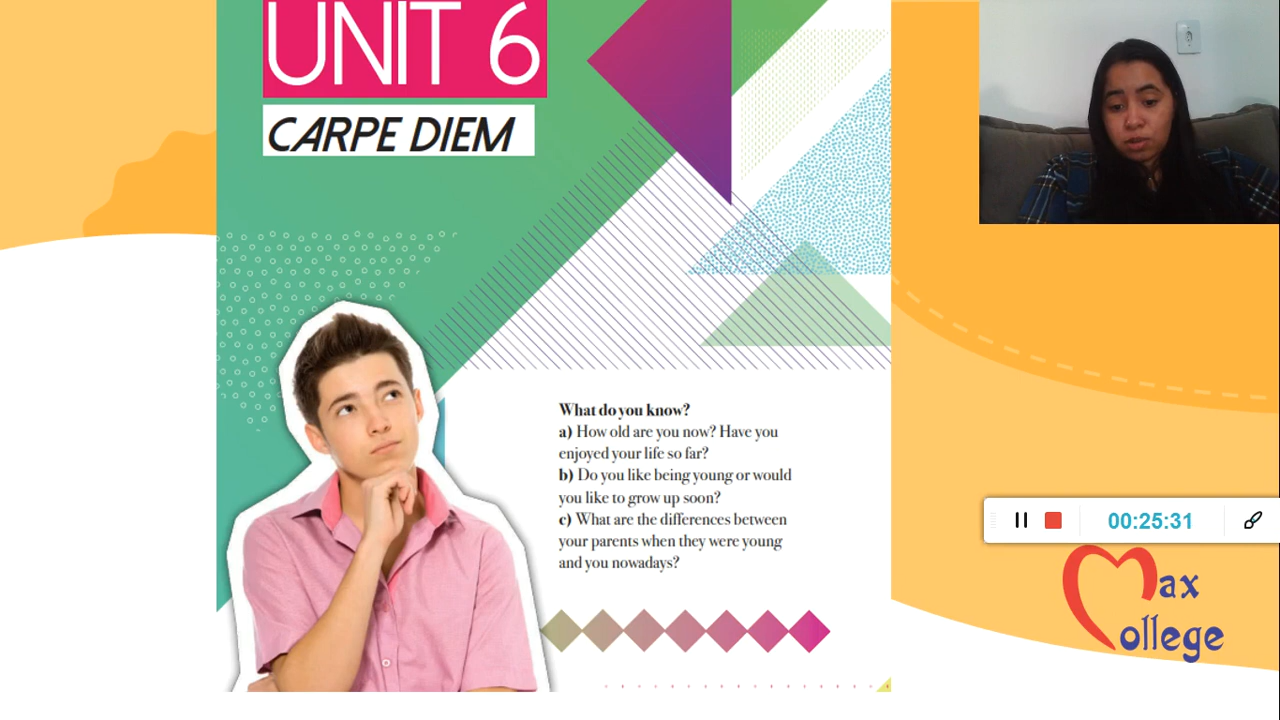 UNIT 6
CARPE DIEM
What do you know?
a) How old are you now? Have you
enjoyed your life so far?
b) Do you like being young or would
you like to grow up soon?
c) What are the differences between
your parents when they were young
and you nowadays?
00:25:31
Max
College